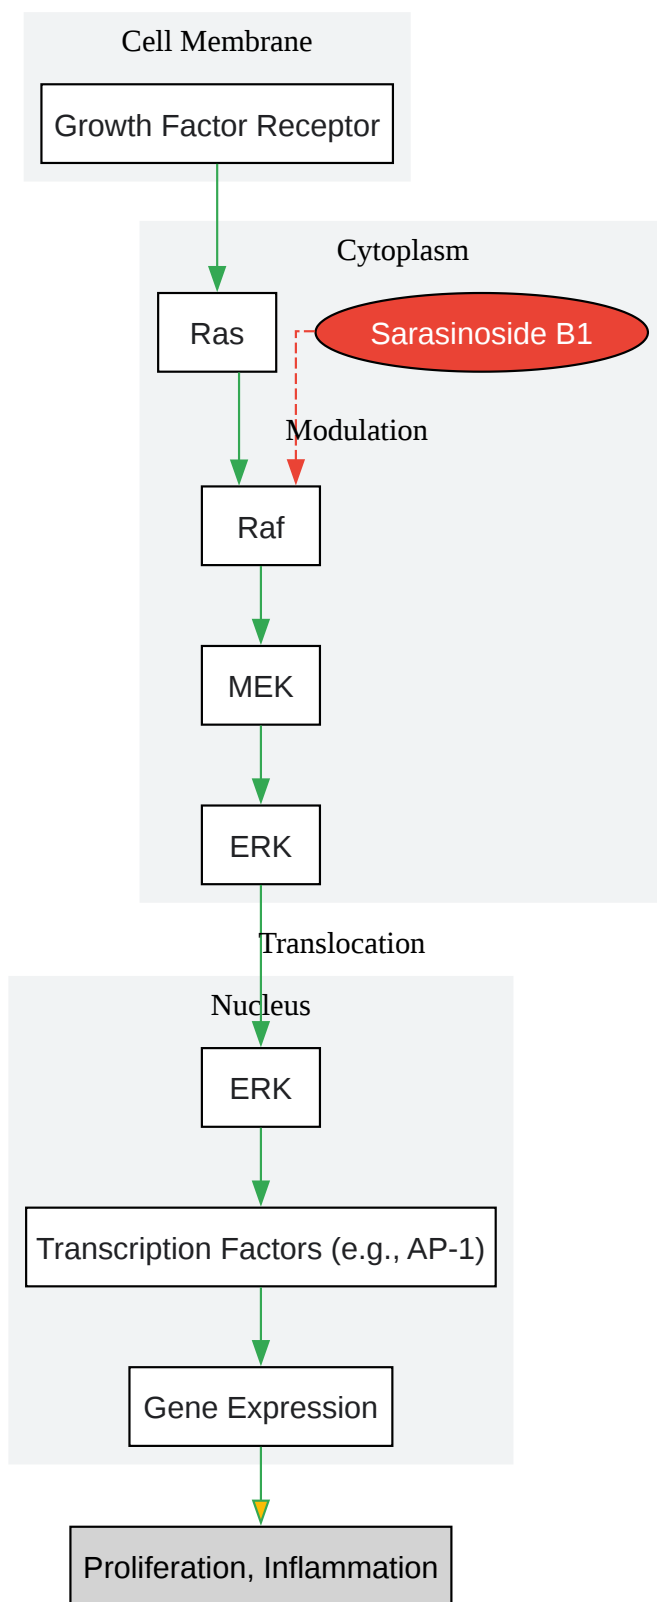 Cell Membrane
Growth Factor Receptor
Cytoplasm
Ras
Sarasinoside B1
Modulation
Raf
MEK
ERK
Translocation
Nucleus
ERK
Transcription Factors (e.g., AP-1)
Gene Expression
Proliferation, Inflammation